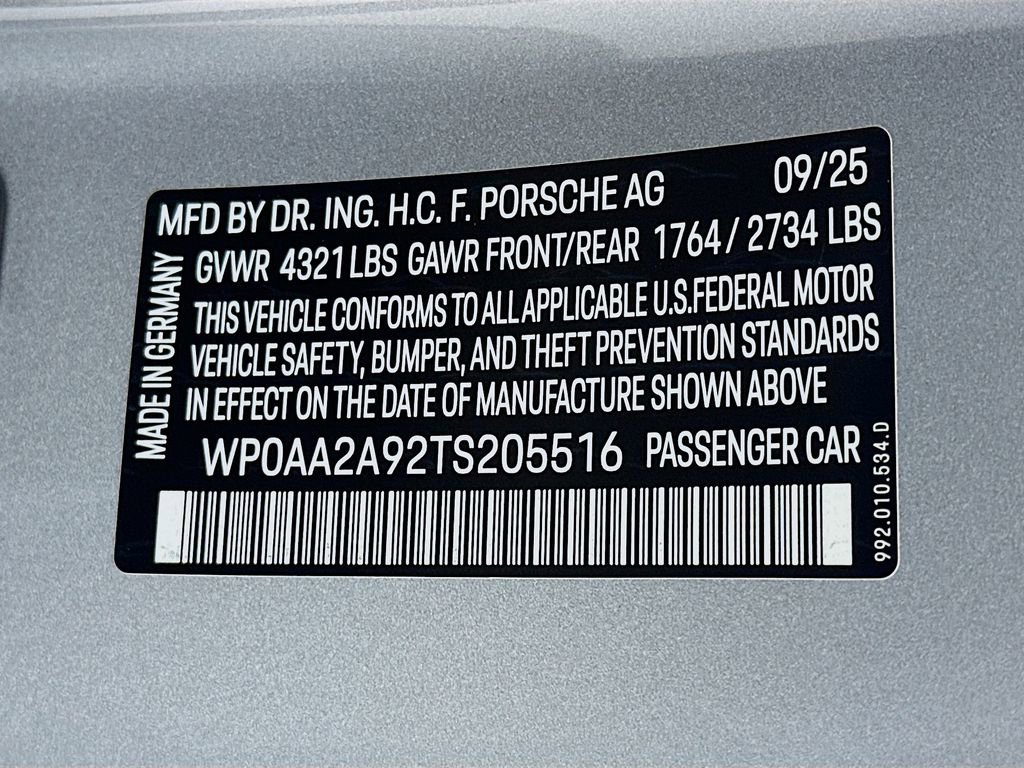 MFD BY DR. ING. H.C. F. PORSCHE AG 09/25
GVWR 4321 LBS GAWR FRONT/REAR 1764 / 2734 LBS
THIS VEHICLE CONFORMS TO ALL APPLICABLE U.S.FEDERAL MOTOR
VEHICLE SAFETY, BUMPER, AND THEFT PREVENTION STANDARDS
IN EFFECT ON THE DATE OF MANUFACTURE SHOWN ABOVE
WP0AA2A92TS205516 PASSENGER CAR
MADE IN GERMANY
992.010.534.D